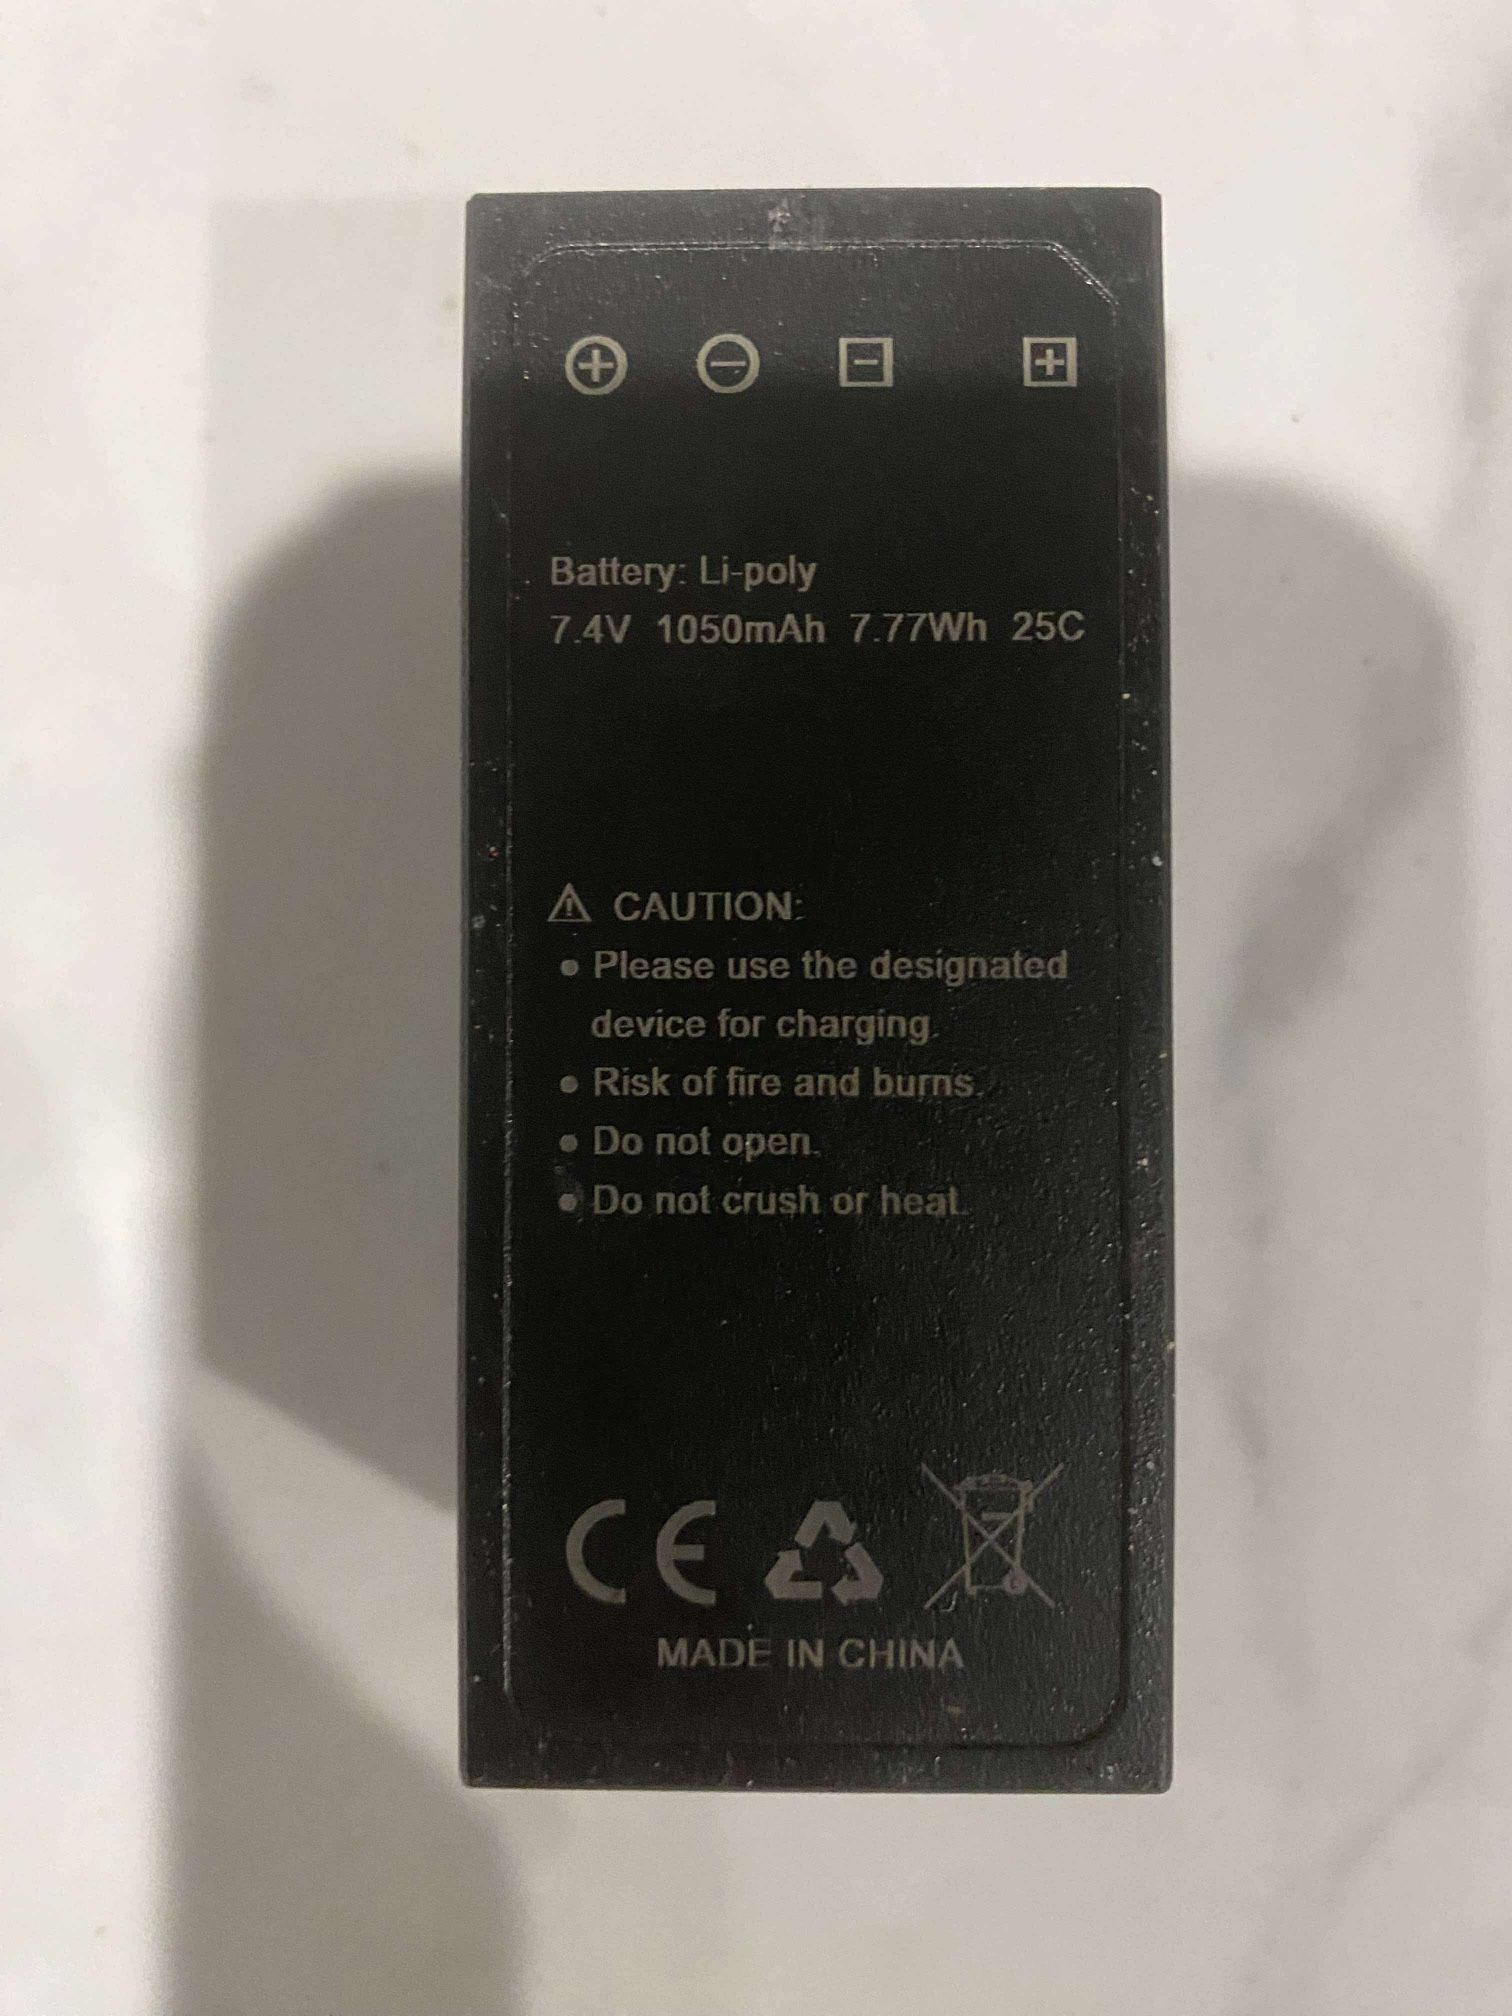 Battery: Li-poly
7.4V 1050mAh 7.77Wh 25C
CAUTION:
• Please use the designated
device for charging.
• Risk of fire and burns.
• Do not open.
• Do not crush or heat.
CE
MADE IN CHINA